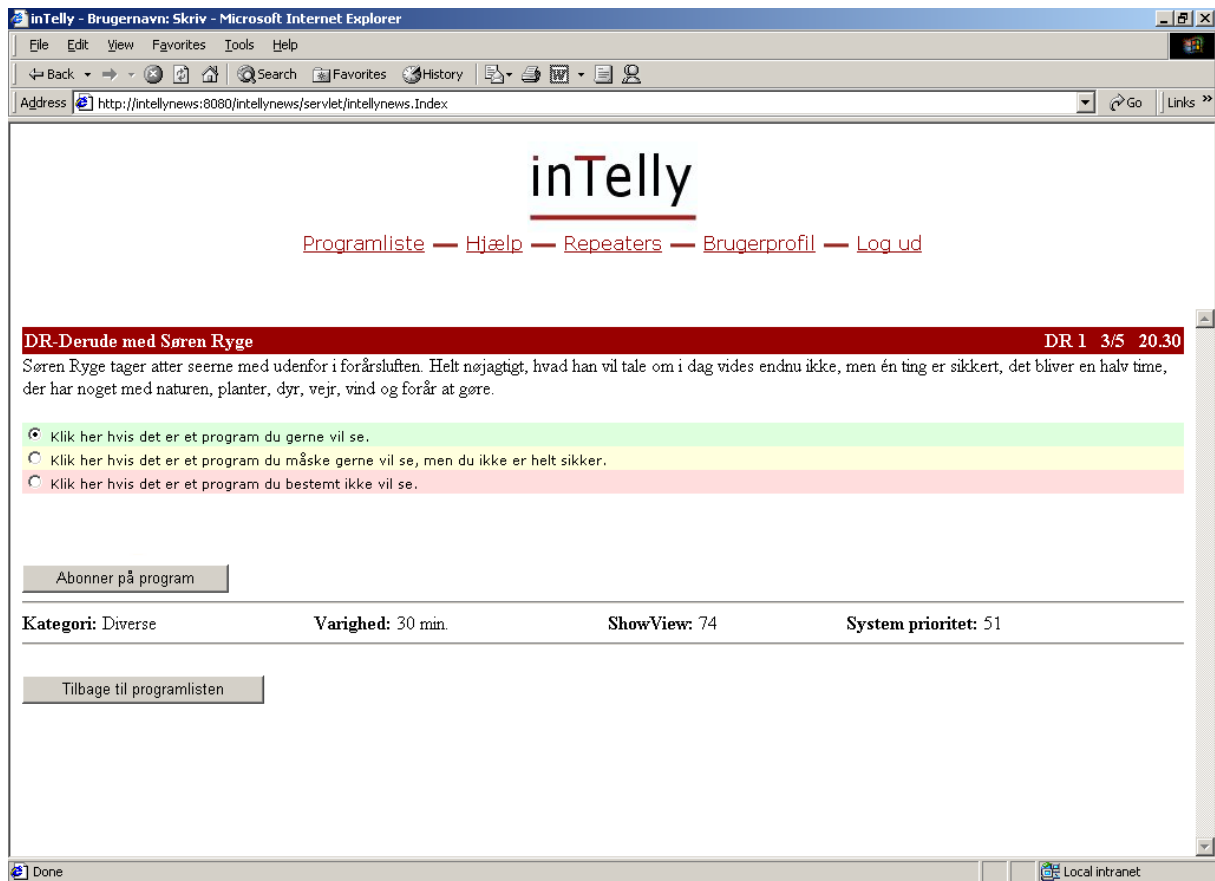 inTelly - Brugernavn: Skriv - Microsoft Internet Explorer
File Edit View Favorites Tools Help
Back Search Favorites History
Address http://intellynews:8080/intellynews/servlet/intellynews.Index Go Links »
inTelly
Programliste — Hjælp — Repeaters — Brugerprofil — Log ud
DR-Derude med Søren Ryge DR 1 3/5 20.30
Søren Ryge tager atter seerne med udenfor i forårsluften. Helt nøjagtigt, hvad han vil tale om i dag vides endnu ikke, men én ting er sikkert, det bliver en halv time,
der har noget med naturen, planter, dyr, vejr, vind og forår at gøre.
Klik her hvis det er et program du gerne vil se.
Klik her hvis det er et program du måske gerne vil se, men du ikke er helt sikker.
Klik her hvis det er et program du bestemt ikke vil se.
Abonner på program
Kategori: Diverse Varighed: 30 min. ShowView: 74 System prioritet: 51
Tilbage til programlisten
Done Local intranet